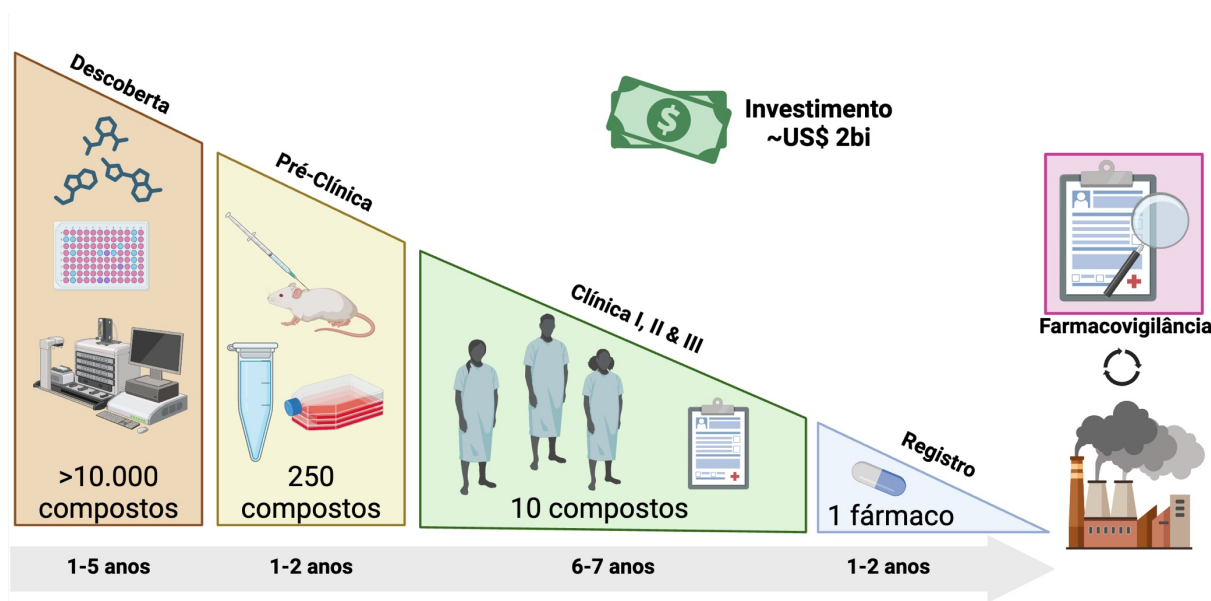 Descoberta
>10.000
compostos
1-5 anos
Pré-Clínica
250
compostos
1-2 anos
Clínica I, II & III
10 compostos
6-7 anos
Registro
1 fármaco
1-2 anos
Investimento
~US$ 2bi
Farmacovigilância